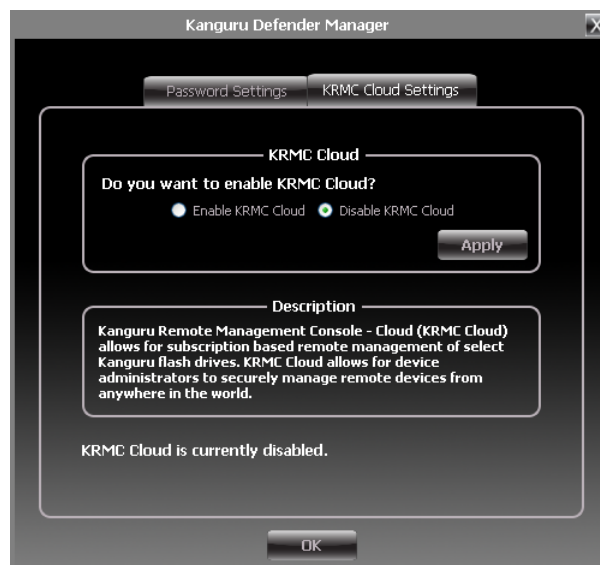 Kanguru Defender Manager
X
Password Settings
KRMC Cloud Settings
KRMC Cloud
Do you want to enable KRMC Cloud?
Enable KRMC Cloud
Disable KRMC Cloud
Apply
Description
Kanguru Remote Management Console - Cloud (KRMC Cloud)
allows for subscription based remote management of select
Kanguru flash drives. KRMC Cloud allows for device
administrators to securely manage remote devices from
anywhere in the world.
KRMC Cloud is currently disabled.
OK